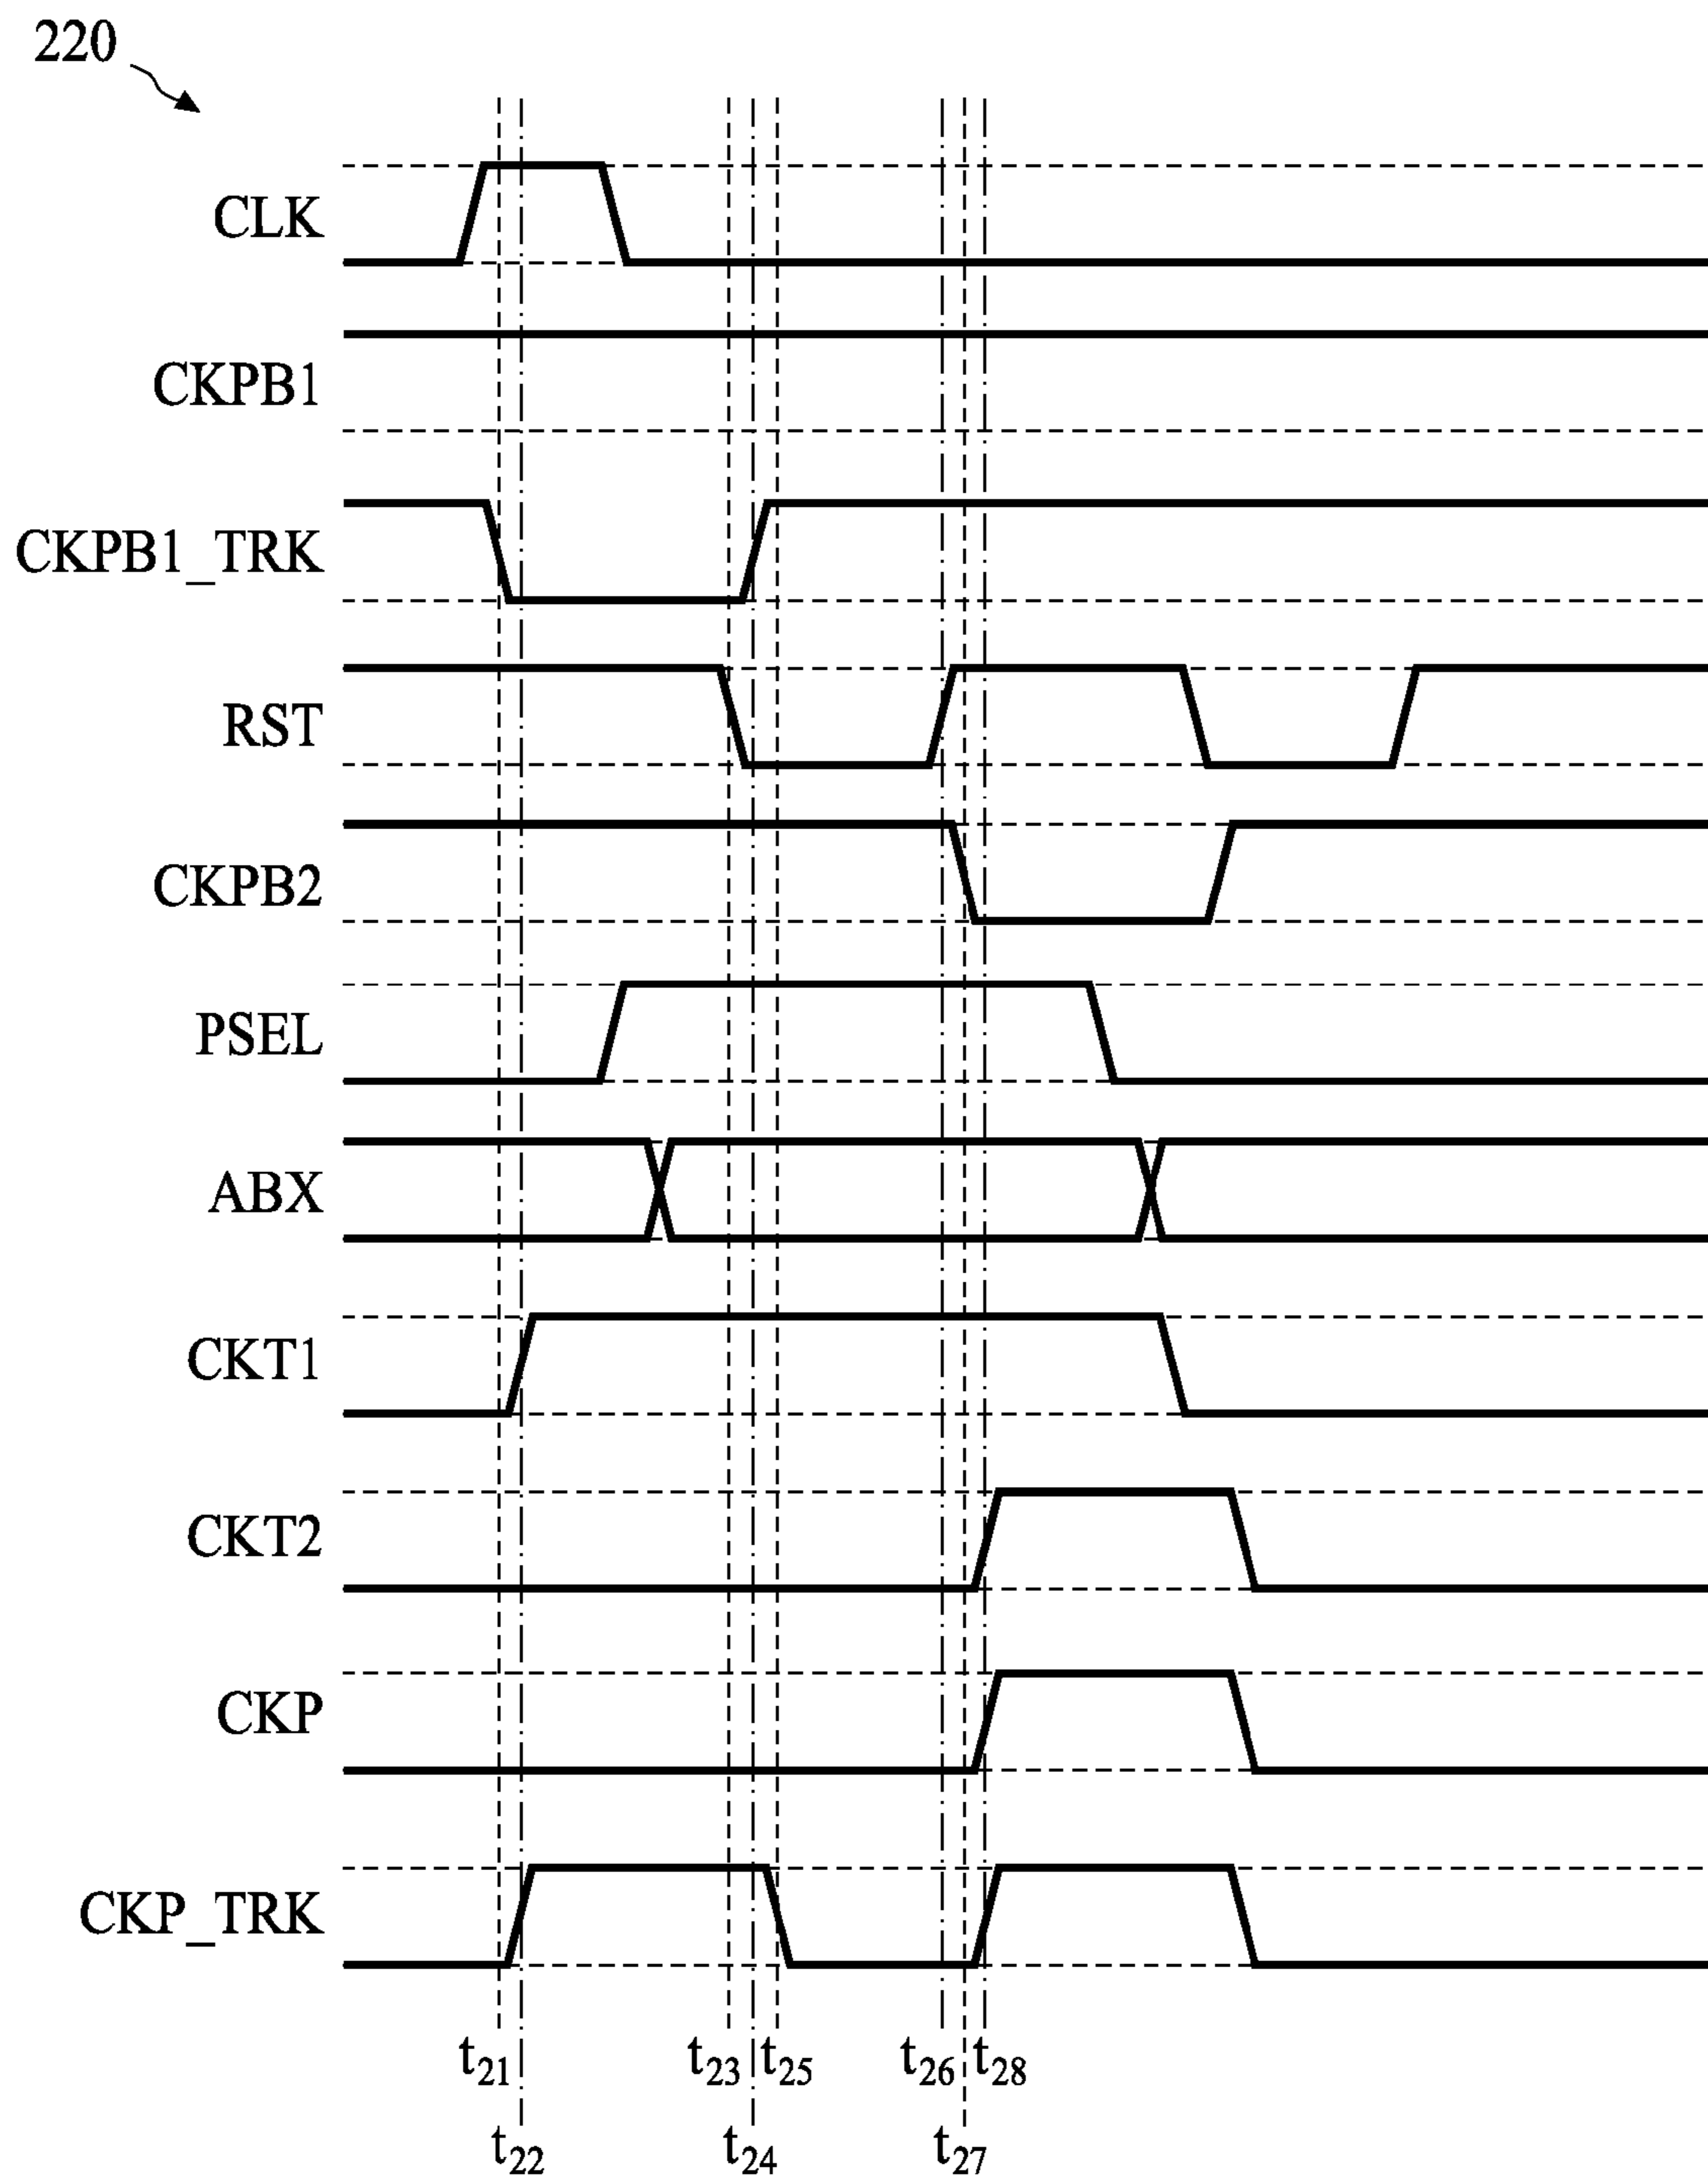 220
CLK
CKPB1
CKPB1_TRK
RST
CKPB2
PSEL
ABX
CKT1
CKT2
CKP
CKP_TRK
t21 t23 t25 t26 t28
t22 t24 t27